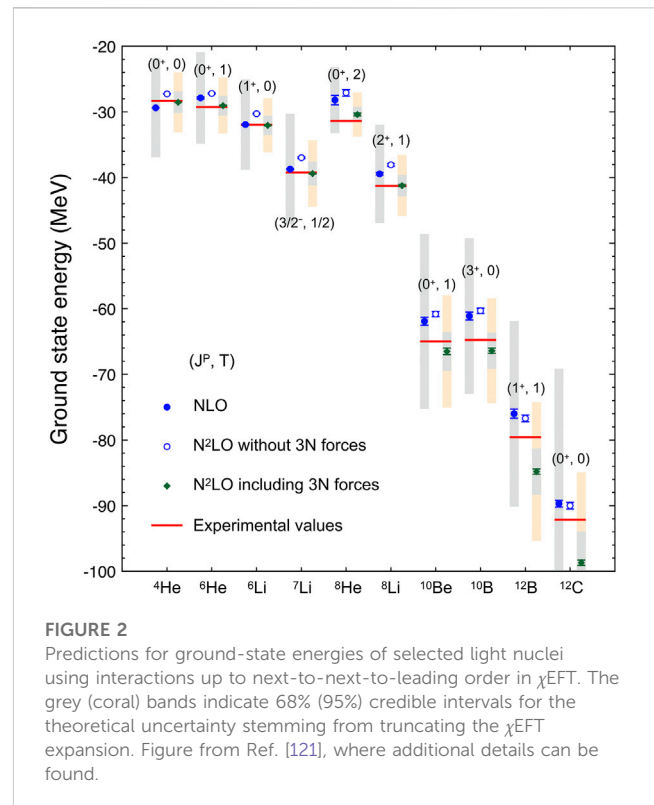 -20
-30
-40
-50
-60
-70
-80
-90
-100
Ground state energy (MeV)
(0⁺, 0)
(0⁺, 1)
(1⁺, 0)
(3/2⁻, 1/2)
(0⁺, 2)
(2⁺, 1)
(0⁺, 1)
(3⁺, 0)
(1⁺, 1)
(0⁺, 0)
(Jᴾ, T)
NLO
N²LO without 3N forces
N²LO including 3N forces
Experimental values
⁴He ⁶He ⁶Li ⁷Li ⁸He ⁸Li ¹⁰Be ¹⁰B ¹²B ¹²C
FIGURE 2
Predictions for ground-state energies of selected light nuclei
using interactions up to next-to-next-to-leading order in χEFT. The
grey (coral) bands indicate 68% (95%) credible intervals for the
theoretical uncertainty stemming from truncating the χEFT
expansion. Figure from Ref. [121], where additional details can be
found.